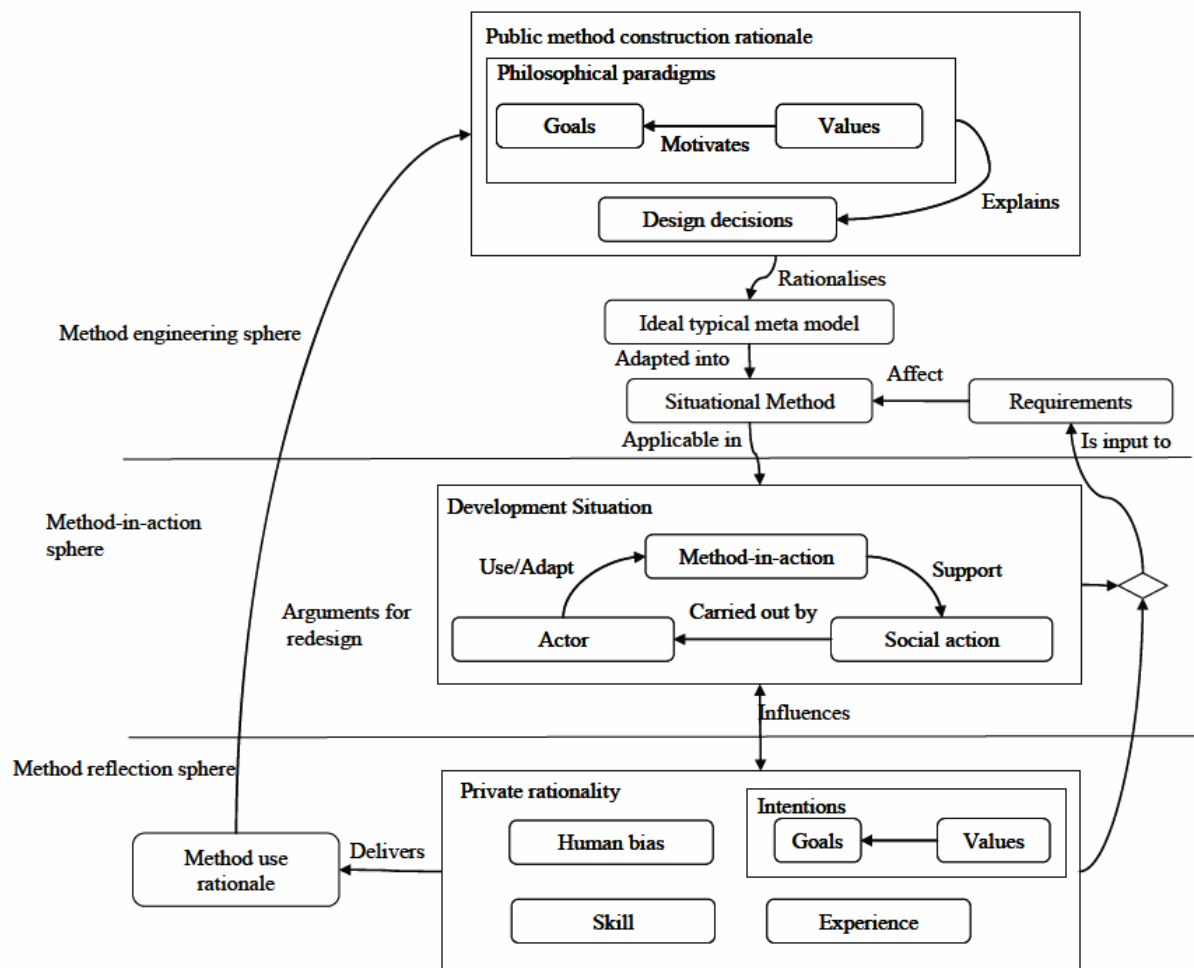 Public method construction rationale
Philosophical paradigms
Goals
Values
Motivates
Design decisions
Explains
Rationalises
Method engineering sphere
Ideal typical meta model
Adapted into
Affect
Situational Method
Requirements
Applicable in
Is input to
Method-in-action
sphere
Development Situation
Use/Adapt
Method-in-action
Support
Arguments for
redesign
Carried out by
Actor
Social action
Influences
Method reflection sphere
Private rationality
Intentions
Human bias
Goals
Values
Delivers
Method use
rationale
Skill
Experience